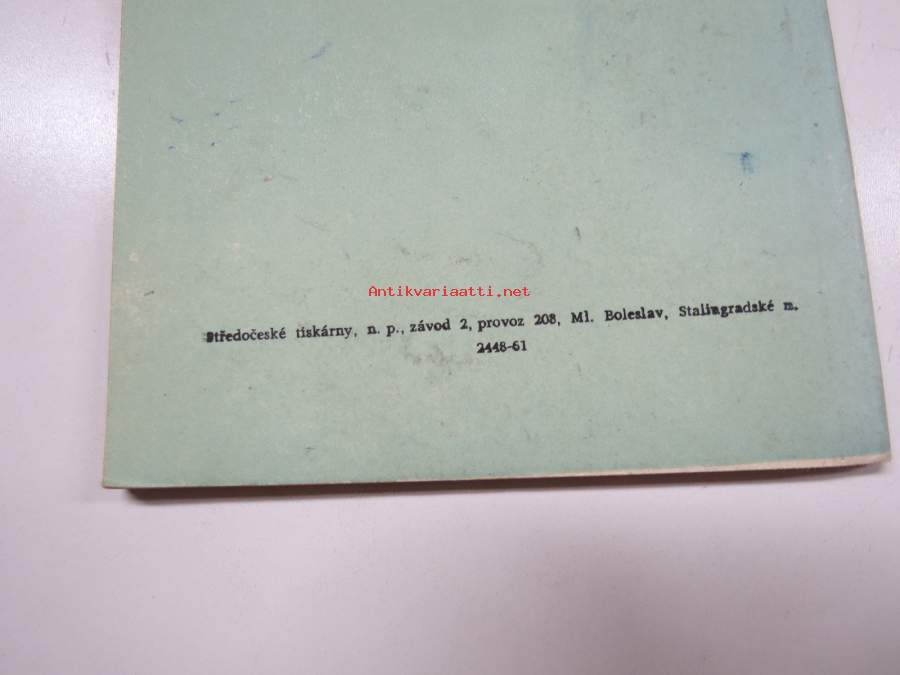 Antikvariaatti.net
Středočeské tiskárny, n. p., závod 2, provoz 208, Ml. Boleslav, Stalingradské n.
2448-61